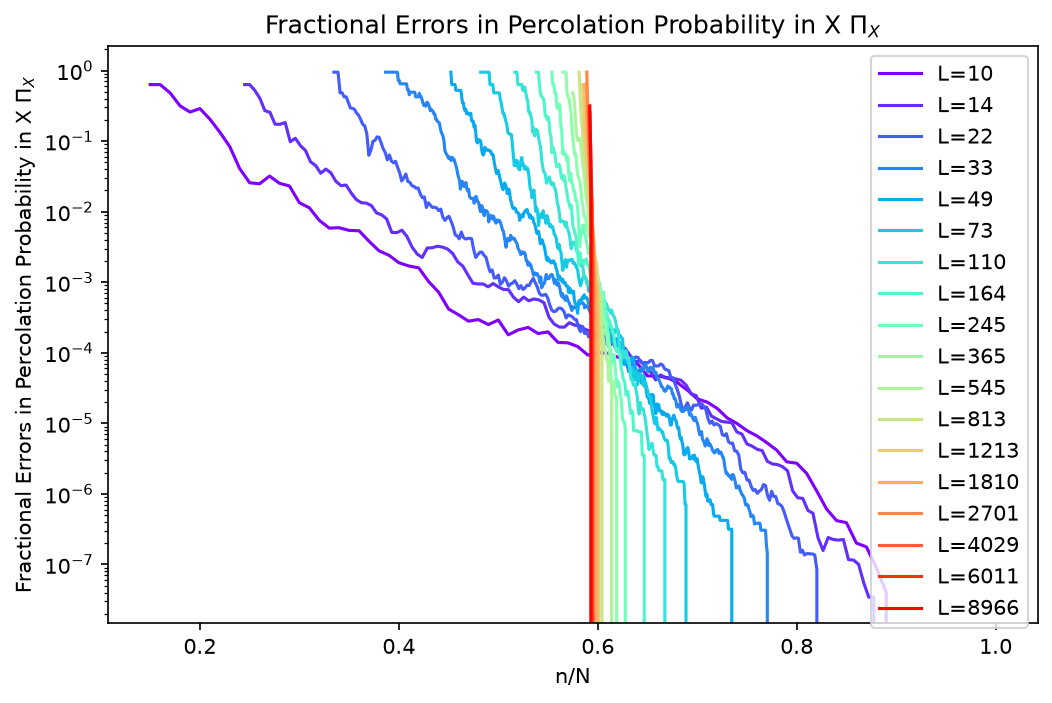 Fractional Errors in Percolation Probability in X Π_X
Fractional Errors in Percolation Probability in X Π_X
10^0
10^-1
10^-2
10^-3
10^-4
10^-5
10^-6
10^-7
0.2 0.4 0.6 0.8 1.0
n/N
L=10
L=14
L=22
L=33
L=49
L=73
L=110
L=164
L=245
L=365
L=545
L=813
L=1213
L=1810
L=2701
L=4029
L=6011
L=8966